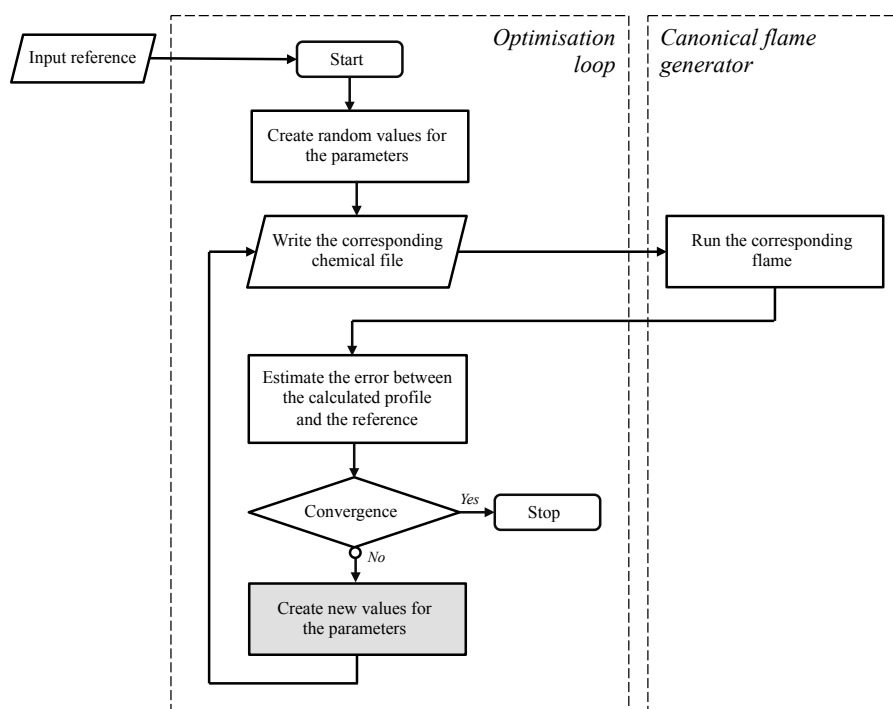 Input reference
Start
Optimisation
loop
Canonical flame
generator
Create random values for
the parameters
Write the corresponding
chemical file
Run the corresponding
flame
Estimate the error between
the calculated profile
and the reference
Convergence
Yes
Stop
No
Create new values for
the parameters